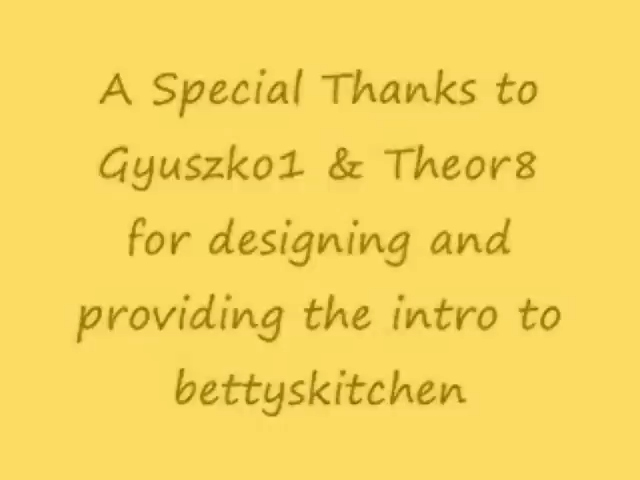 A Special Thanks to
Gyuszko1 & Theor8
for designing and
providing the intro to
bettyskitchen